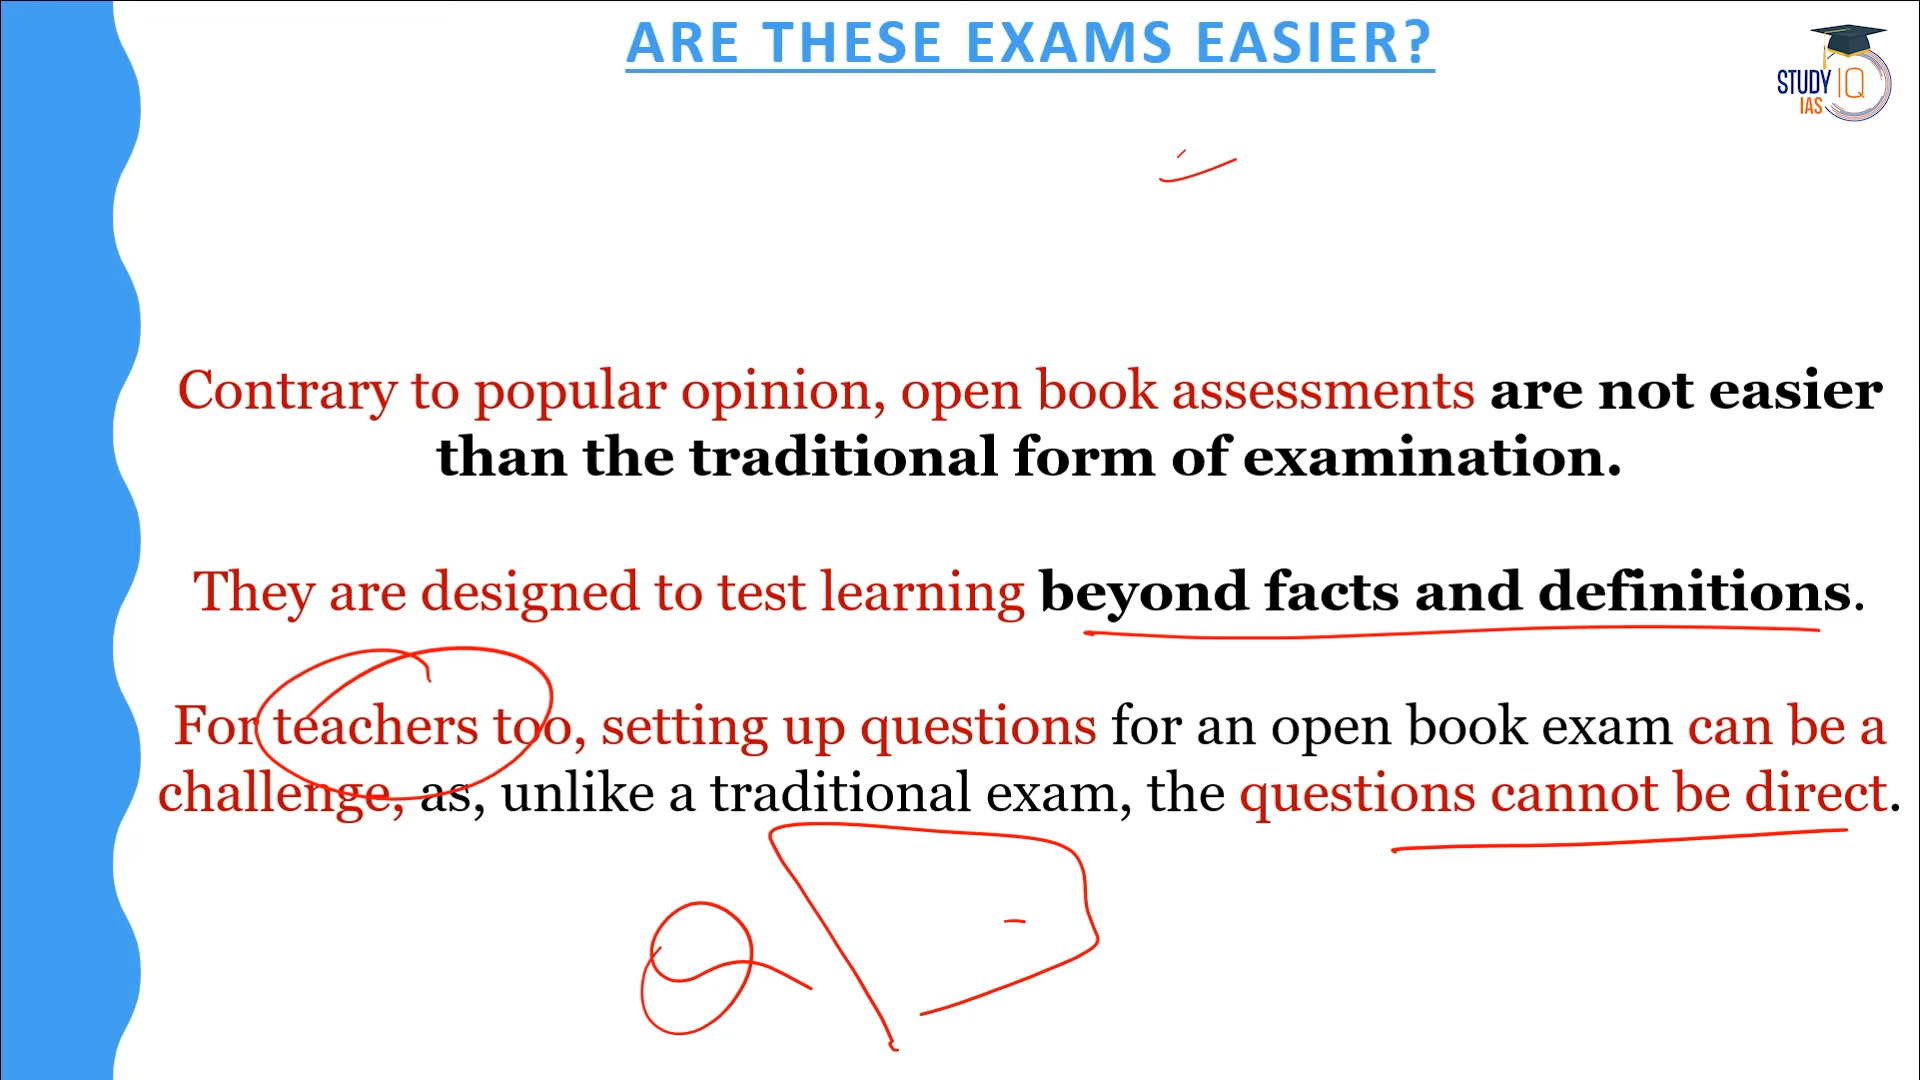 ARE THESE EXAMS EASIER?
STUDY IQ
IAS
Contrary to popular opinion, open book assessments are not easier
than the traditional form of examination.
They are designed to test learning beyond facts and definitions.
For teachers too, setting up questions for an open book exam can be a
challenge, as, unlike a traditional exam, the questions cannot be direct.